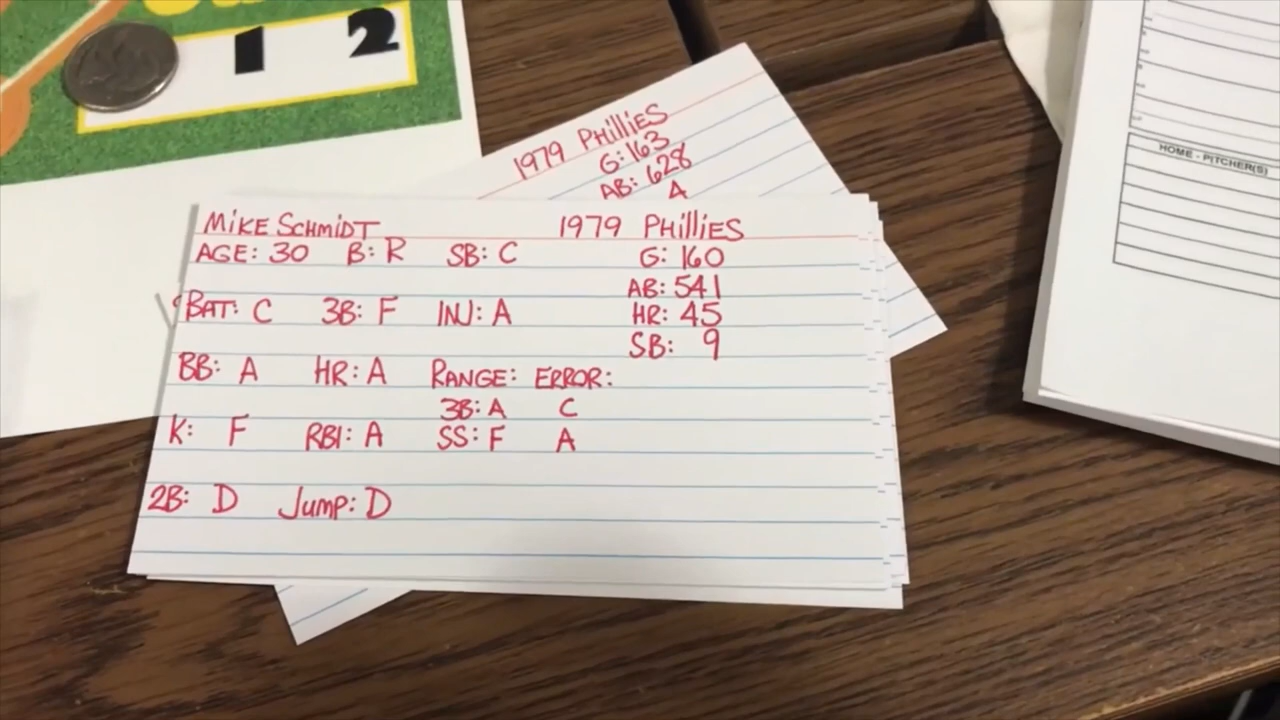 1 2
1979 PHILLIES
G: 163
AB: 628
A
HOME - PITCHER(S)
MIKE SCHMIDT 1979 PHILLIES
AGE: 30 B: R SB: C G: 160
AB: 541
BAT: C 3B: F INJ: A HR: 45
SB: 9
BB: A HR: A RANGE: ERROR:
3B: A C
K: F RBI: A SS: F A
2B: D Jump: D